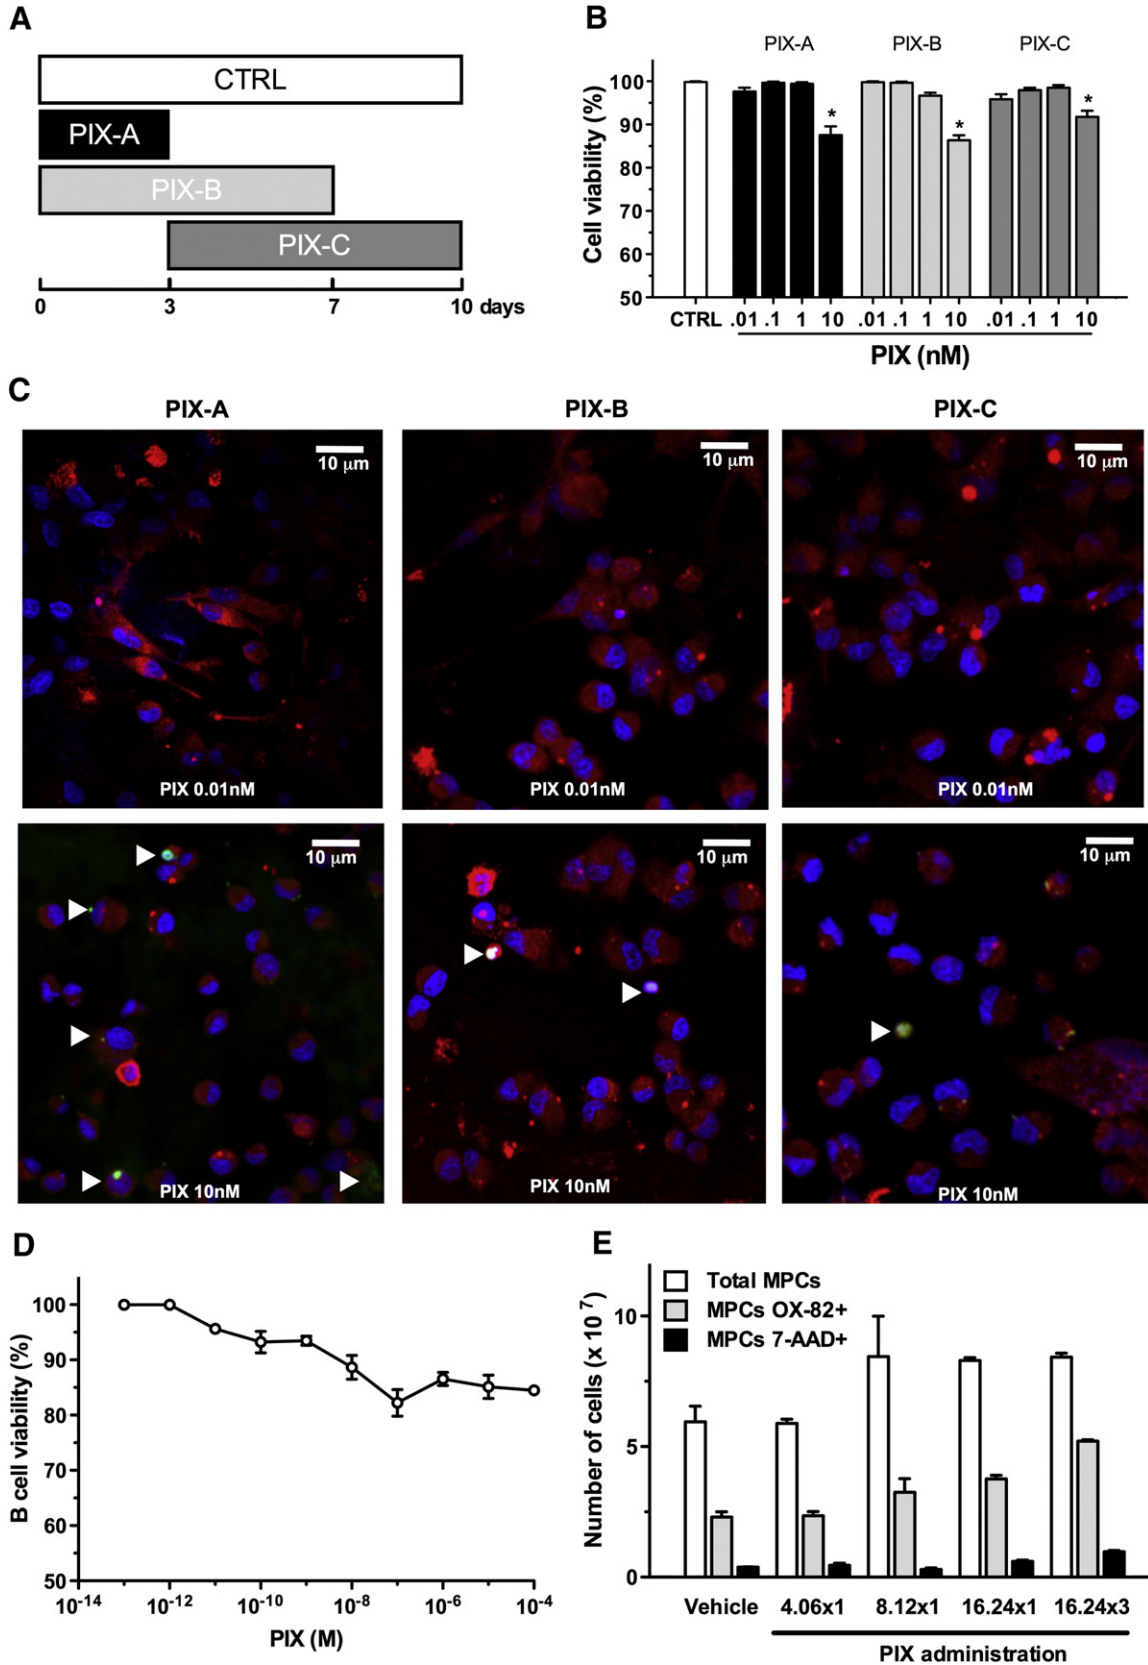 A
CTRL
PIX-A
PIX-B
PIX-C
0 3 7 10 days
B
PIX-A PIX-B PIX-C
Cell viability (%)
100
90
80
70
60
50
* * *
CTRL .01 .1 1 10 .01 .1 1 10 .01 .1 1 10
PIX (nM)
C
PIX-A PIX-B PIX-C
10 μm 10 μm 10 μm
PIX 0.01nM PIX 0.01nM PIX 0.01nM
10 μm 10 μm 10 μm
PIX 10nM PIX 10nM PIX 10nM
D
B cell viability (%)
100
90
80
70
60
50
10-14 10-12 10-10 10-8 10-6 10-4
PIX (M)
E
Number of cells (x 10 7)
10
5
0
Total MPCs
MPCs OX-82+
MPCs 7-AAD+
Vehicle 4.06x1 8.12x1 16.24x1 16.24x3
PIX administration